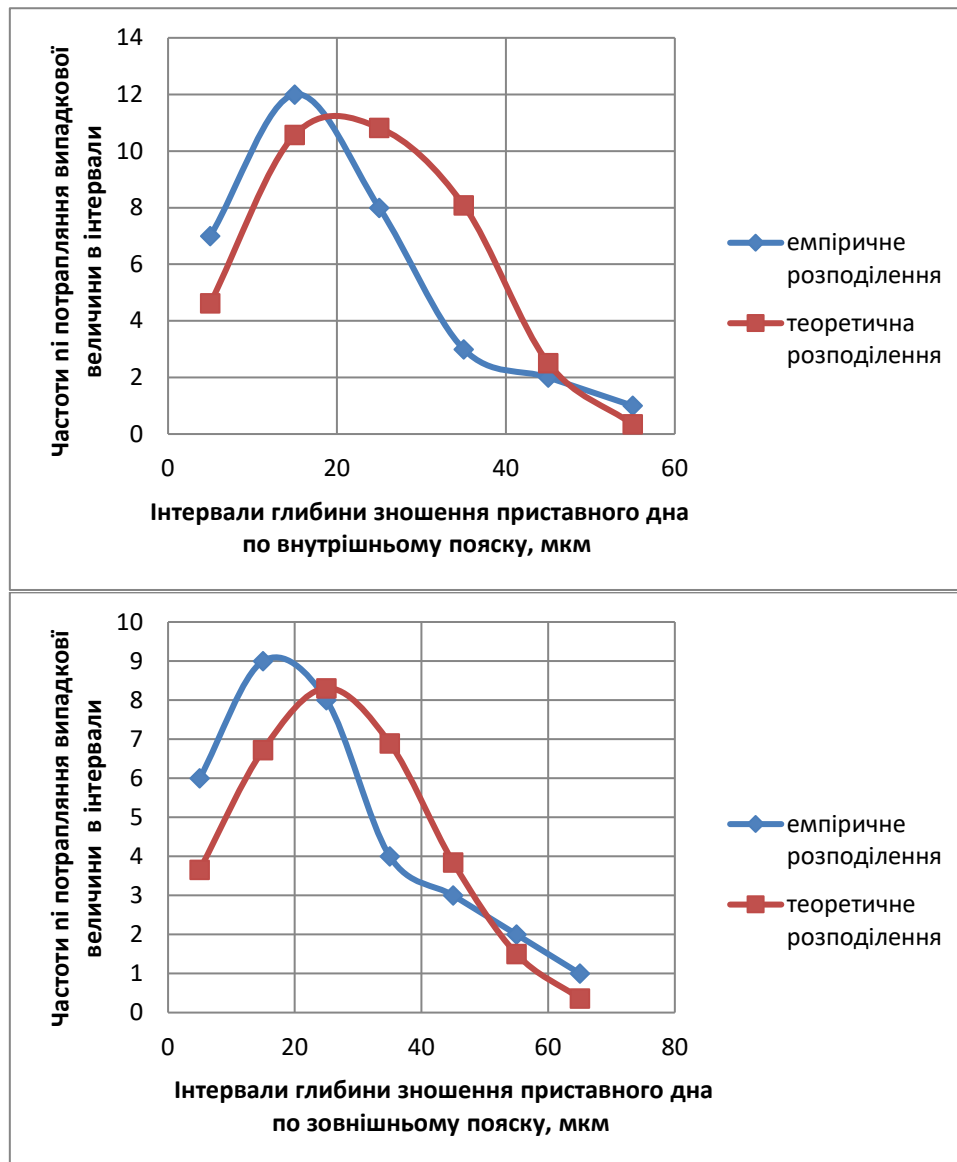 Частоти ni потрапляння випадкової
величини в інтервали
14
12
10
8
6
4
2
0
0
20
40
60
Інтервали глибини зношення приставного дна
по внутрішньому пояску, мкм
емпіричне
розподілення
теоретична
розподілення
Частоти ni потрапляння випадкові
величини в інтервали
10
9
8
7
6
5
4
3
2
1
0
0
20
40
60
80
Інтервали глибини зношення приставного дна
по зовнішньому пояску, мкм
емпіричне
розподілення
теоретичне
розподілення